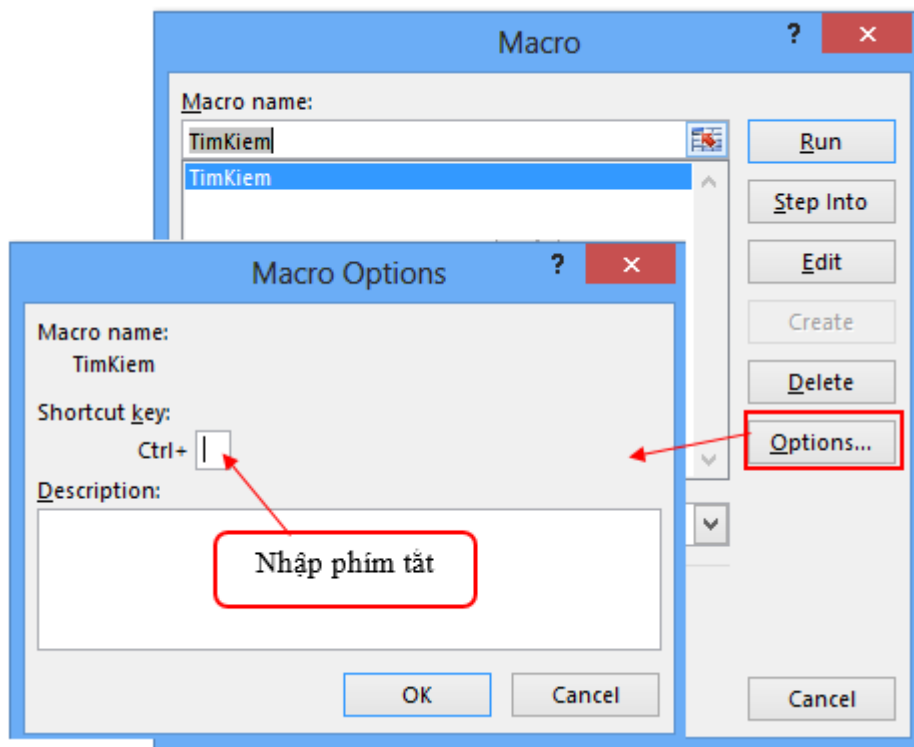 Macro
?
×
Macro name:
TimKiem
TimKiem
Run
Step Into
Edit
Create
Delete
Options...
Cancel
Macro Options
?
×
Macro name:
TimKiem
Shortcut key:
Ctrl+
Description:
Nhập phím tắt
OK
Cancel